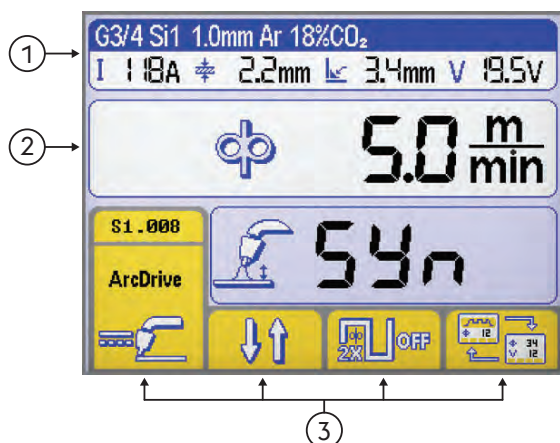 G3/4 Si1 1.0mm Ar 18%CO₂
1
I 118A 2.2mm 3.4mm V 19.5V
2
5.0 m/min
S1.008
Syn
ArcDrive
2X OFF
12
34
V 12
3